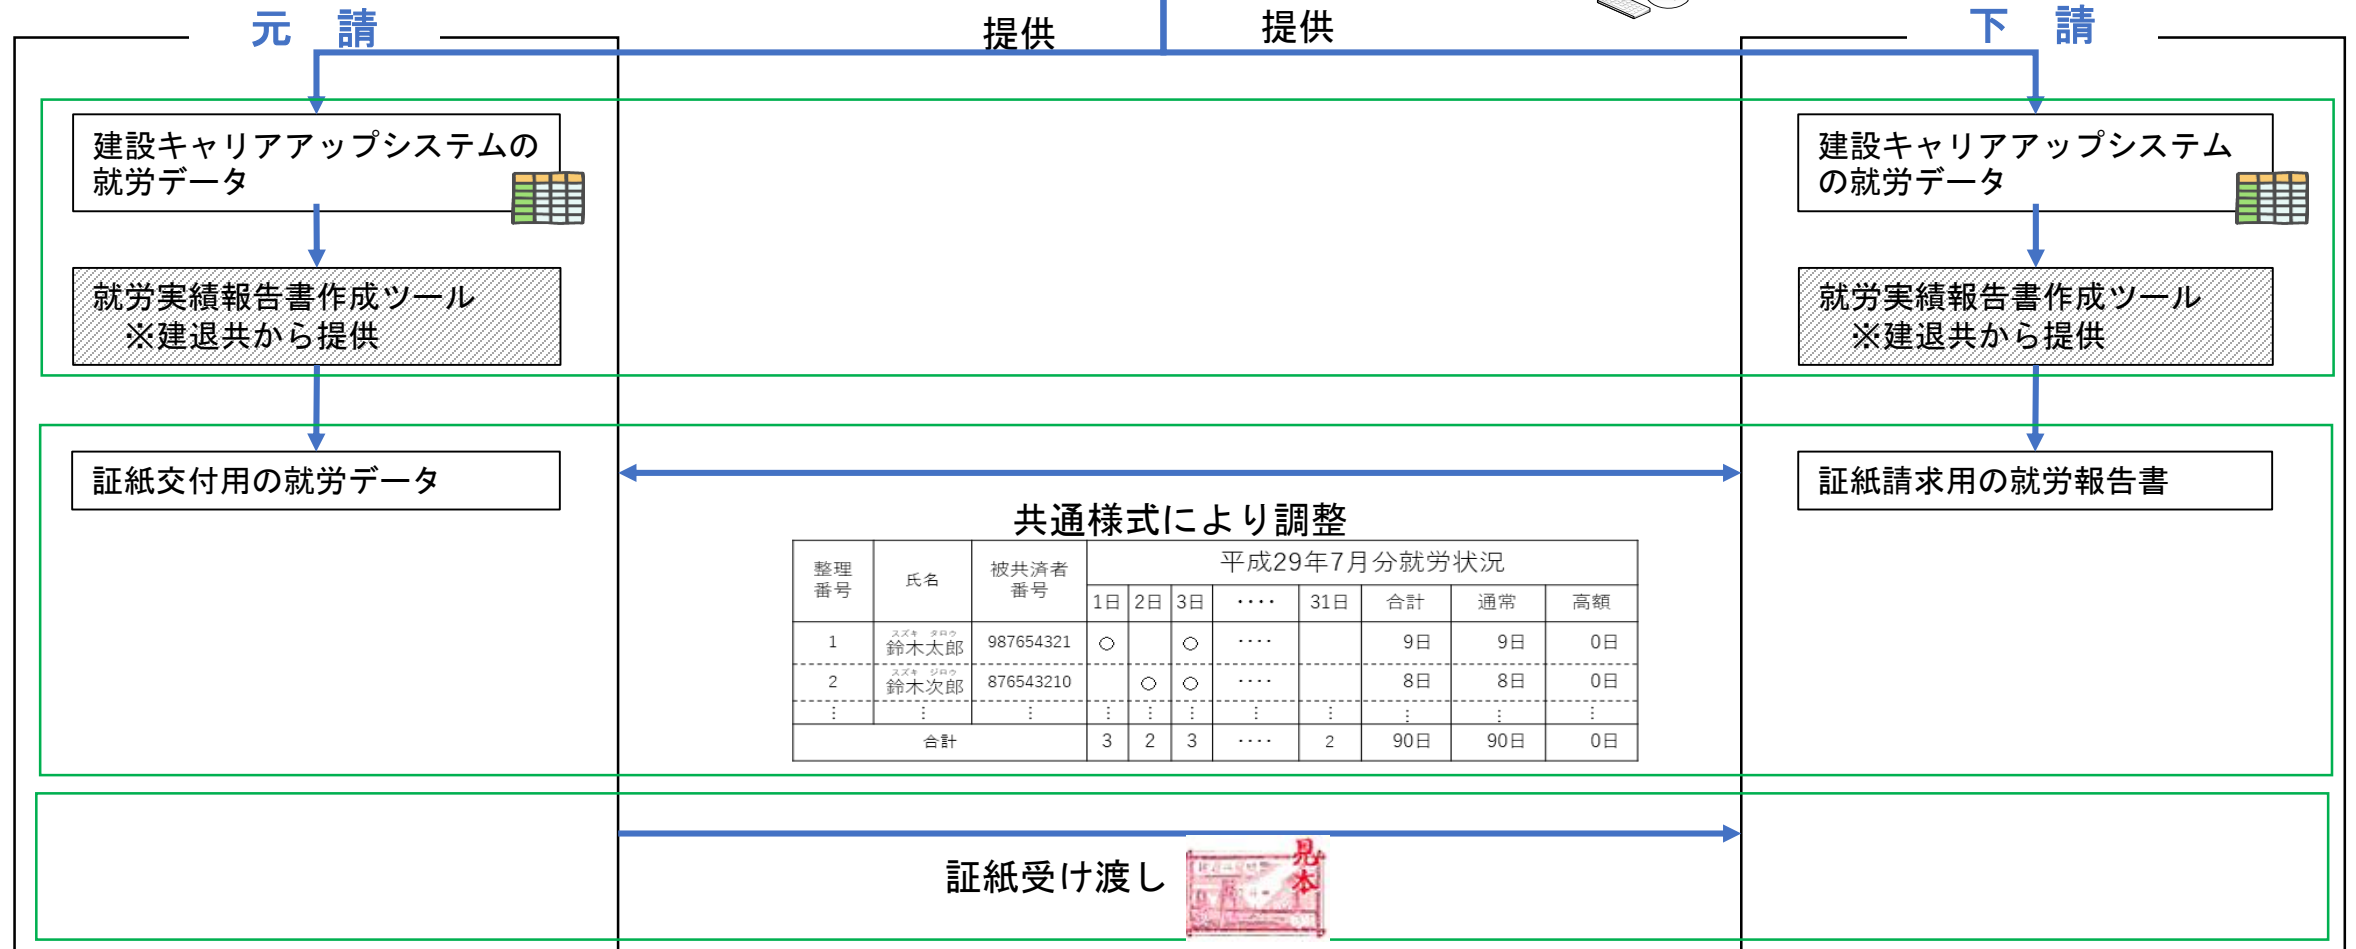 元 請
提供
提供
下 請
建設キャリアアップシステムの
就労データ
就労実績報告書作成ツール
※建退共から提供
証紙交付用の就労データ
建設キャリアアップシステム
の就労データ
就労実績報告書作成ツール
※建退共から提供
証紙請求用の就労報告書
共通様式により調整
整理番号 氏名 被共済者番号 平成29年7月分就労状況
1日 2日 3日 ‥‥ 31日 合計 通常 高額
スズキ タロウ
1 鈴木太郎 987654321 ○ ○ ‥‥ 9日 9日 0日
スズキ ジロウ
2 鈴木次郎 876543210 ○ ○ ‥‥ 8日 8日 0日
⋮ ⋮ ⋮ ⋮ ⋮ ⋮ ⋮ ⋮ ⋮ ⋮ ⋮
合計 3 2 3 ‥‥ 2 90日 90日 0日
証紙受け渡し
見本